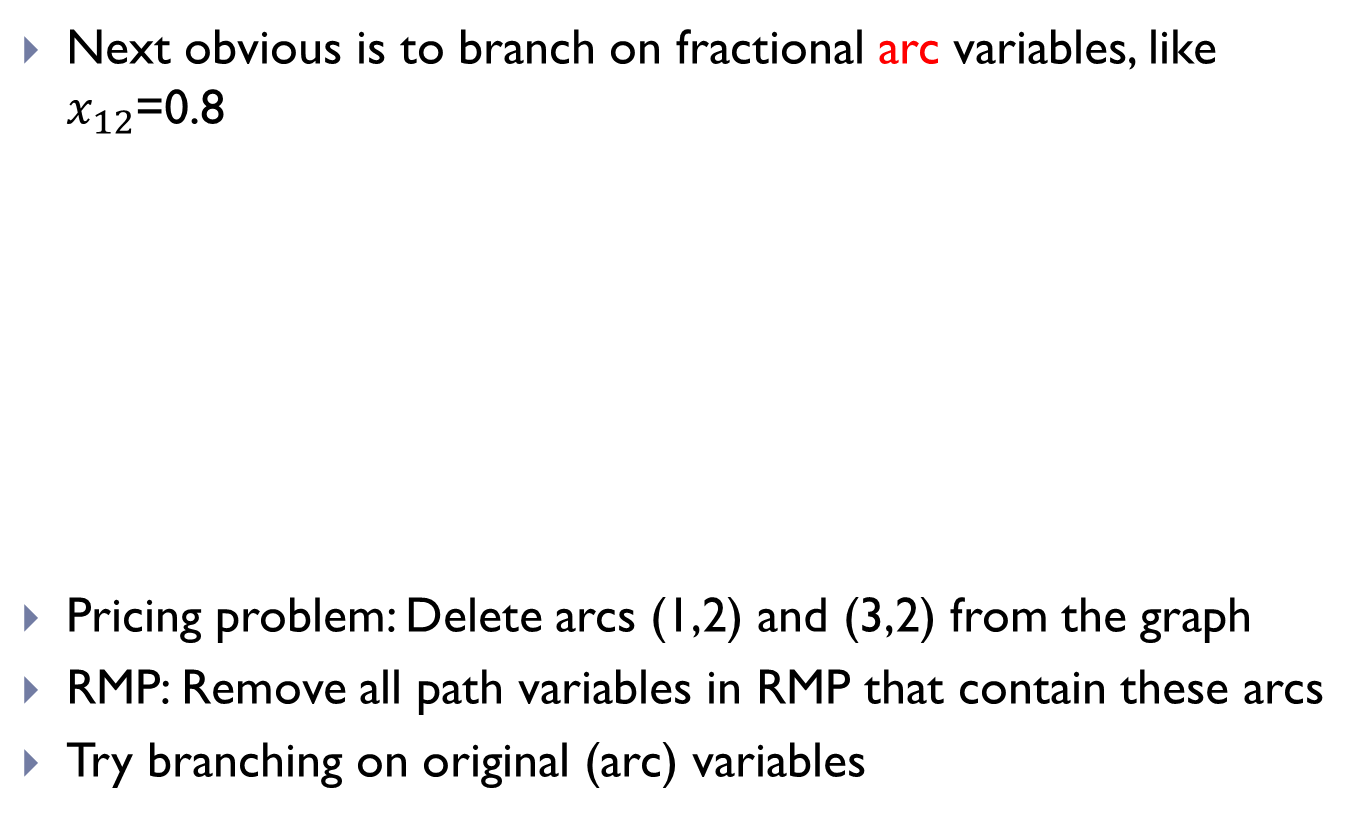 Next obvious is to branch on fractional arc variables, like
x₁₂=0.8
Pricing problem: Delete arcs (1,2) and (3,2) from the graph
RMP: Remove all path variables in RMP that contain these arcs
Try branching on original (arc) variables